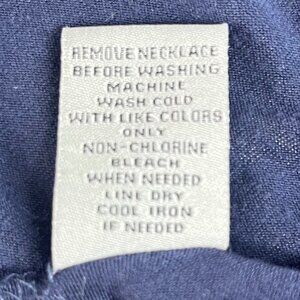 REMOVE NECKLACE
BEFORE WASHING
MACHINE
WASH COLD
WITH LIKE COLORS
ONLY
NON-CHLORINE
BLEACH
WHEN NEEDED
LINE DRY
COOL IRON
IF NEEDED